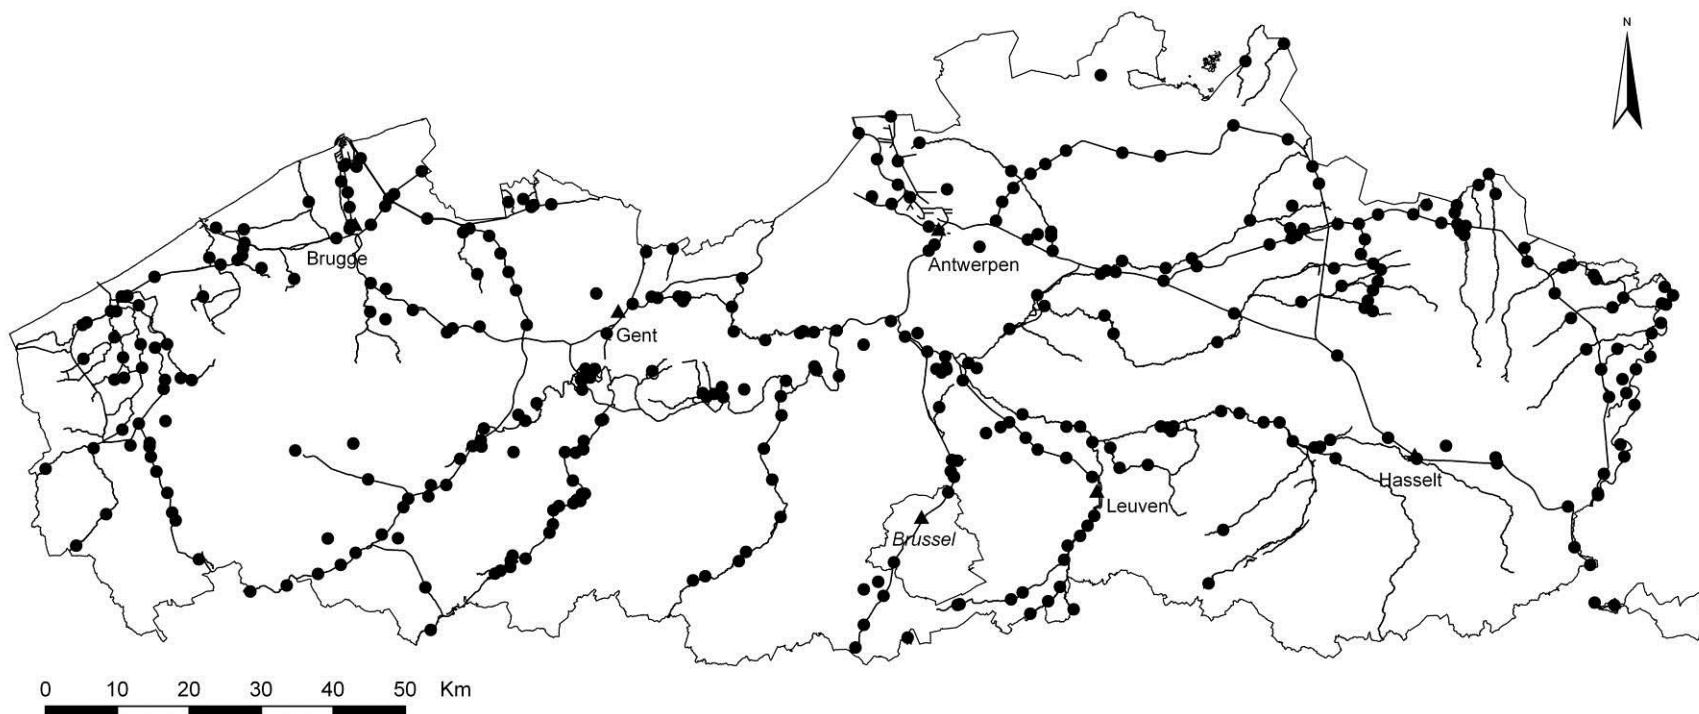 N
Brugge
Antwerpen
Gent
Hasselt
Leuven
Brussel
0 10 20 30 40 50 Km